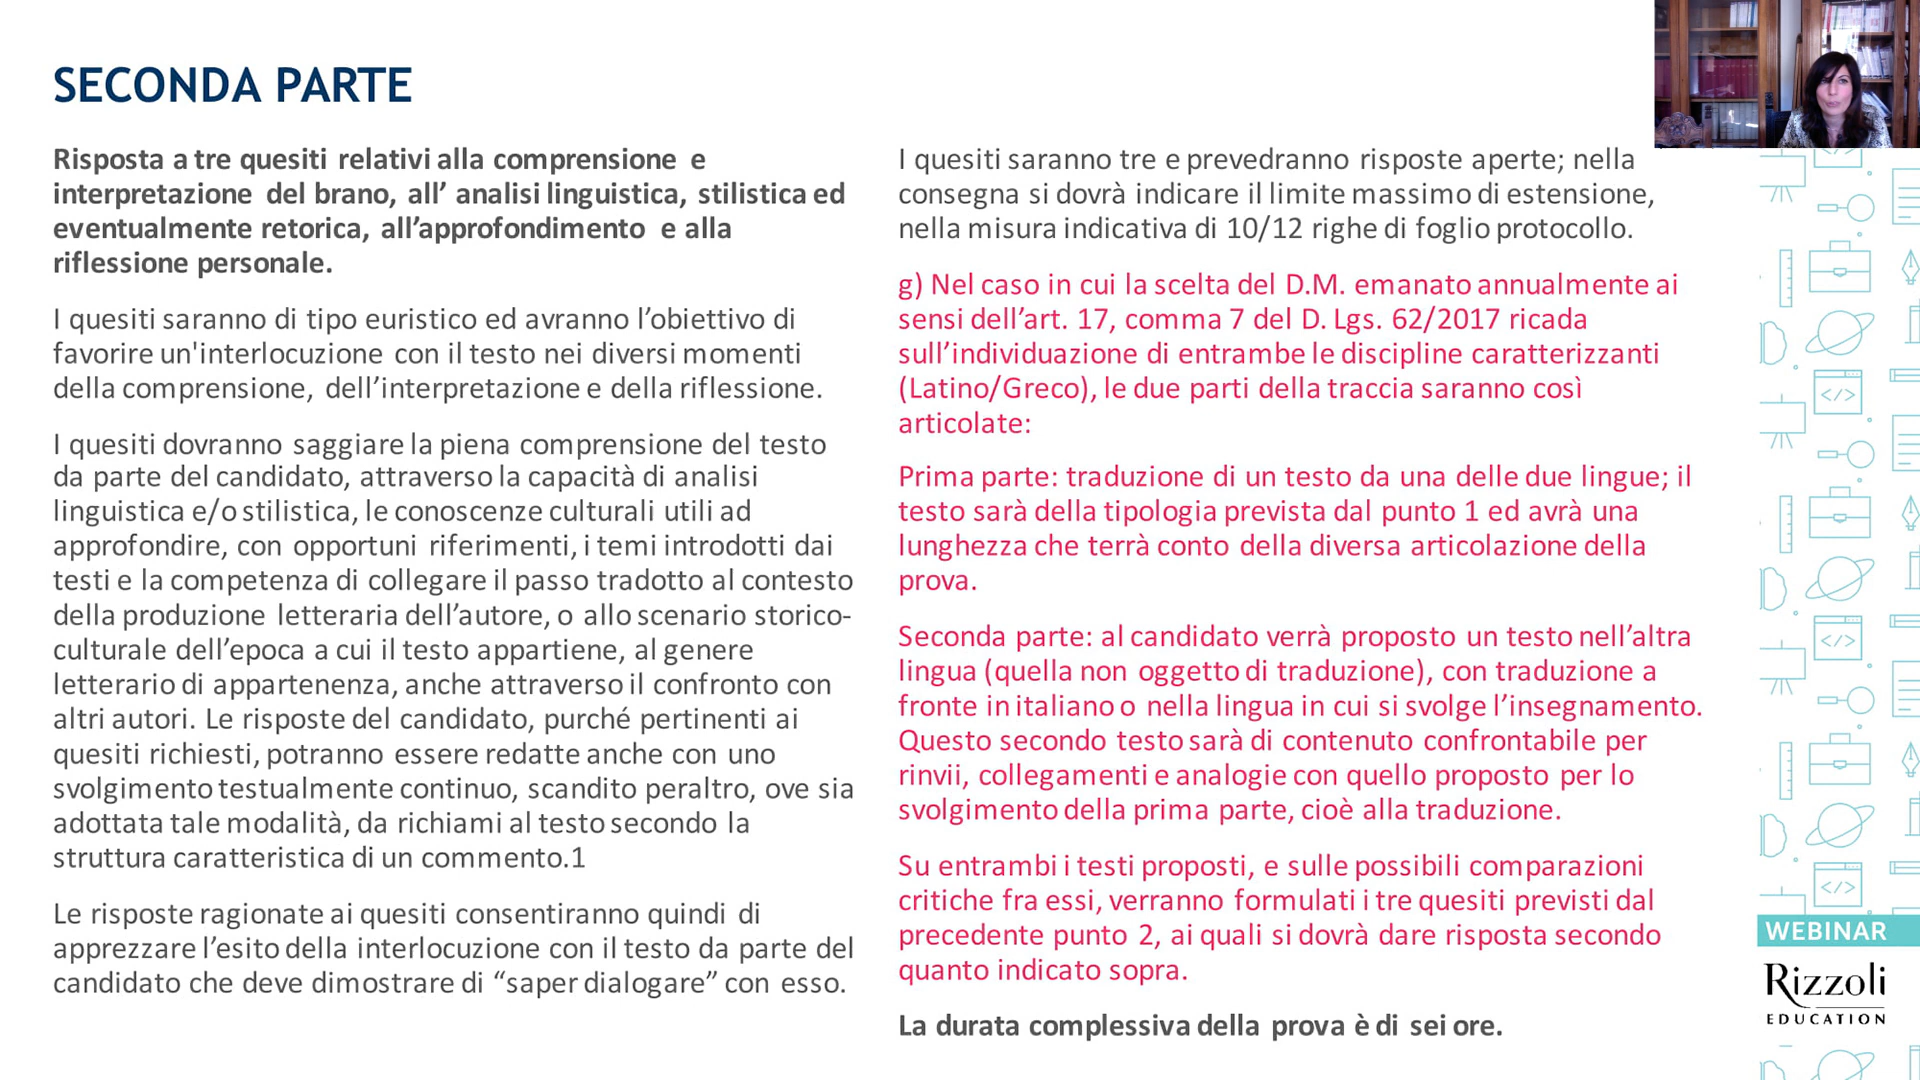 SECONDA PARTE
Risposta a tre quesiti relativi alla comprensione e
interpretazione del brano, all’ analisi linguistica, stilistica ed
eventualmente retorica, all’approfondimento e alla
riflessione personale.
I quesiti saranno di tipo euristico ed avranno l’obiettivo di
favorire un'interlocuzione con il testo nei diversi momenti
della comprensione, dell’interpretazione e della riflessione.
I quesiti dovranno saggiare la piena comprensione del testo
da parte del candidato, attraverso la capacità di analisi
linguistica e/o stilistica, le conoscenze culturali utili ad
approfondire, con opportuni riferimenti, i temi introdotti dai
testi e la competenza di collegare il passo tradotto al contesto
della produzione letteraria dell’autore, o allo scenario storico-
culturale dell’epoca a cui il testo appartiene, al genere
letterario di appartenenza, anche attraverso il confronto con
altri autori. Le risposte del candidato, purché pertinenti ai
quesiti richiesti, potranno essere redatte anche con uno
svolgimento testualmente continuo, scandito peraltro, ove sia
adottata tale modalità, da richiami al testo secondo la
struttura caratteristica di un commento.1
Le risposte ragionate ai quesiti consentiranno quindi di
apprezzare l’esito della interlocuzione con il testo da parte del
candidato che deve dimostrare di “saper dialogare” con esso.
I quesiti saranno tre e prevedranno risposte aperte; nella
consegna si dovrà indicare il limite massimo di estensione,
nella misura indicativa di 10/12 righe di foglio protocollo.
g) Nel caso in cui la scelta del D.M. emanato annualmente ai
sensi dell’art. 17, comma 7 del D. Lgs. 62/2017 ricada
sull’individuazione di entrambe le discipline caratterizzanti
(Latino/Greco), le due parti della traccia saranno così
articolate:
Prima parte: traduzione di un testo da una delle due lingue; il
testo sarà della tipologia prevista dal punto 1 ed avrà una
lunghezza che terrà conto della diversa articolazione della
prova.
Seconda parte: al candidato verrà proposto un testo nell’altra
lingua (quella non oggetto di traduzione), con traduzione a
fronte in italiano o nella lingua in cui si svolge l’insegnamento.
Questo secondo testo sarà di contenuto confrontabile per
rinvii, collegamenti e analogie con quello proposto per lo
svolgimento della prima parte, cioè alla traduzione.
Su entrambi i testi proposti, e sulle possibili comparazioni
critiche fra essi, verranno formulati i tre quesiti previsti dal
precedente punto 2, ai quali si dovrà dare risposta secondo
quanto indicato sopra.
La durata complessiva della prova è di sei ore.
WEBINAR
Rizzoli
EDUCATION